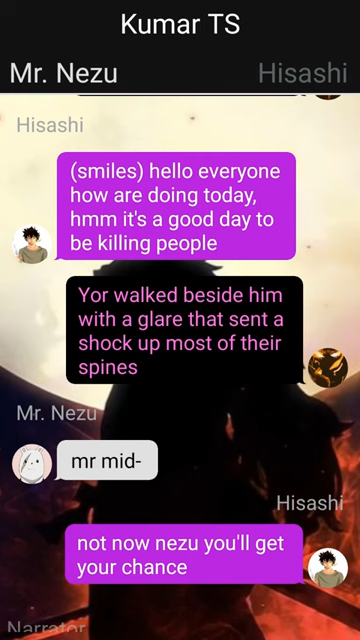 Kumar TS
Mr. Nezu
Hisashi
Hisashi
(smiles) hello everyone
how are doing today,
hmm it's a good day to
be killing people
Yor walked beside him
with a glare that sent a
shock up most of their
spines
Mr. Nezu
mr mid-
Hisashi
not now nezu you'll get
your chance
Narrator